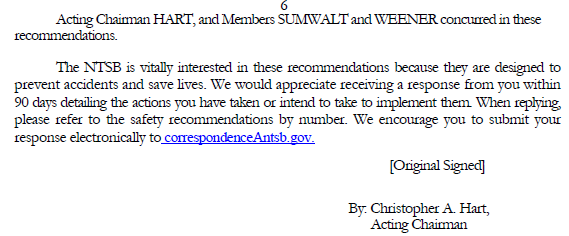 6
Acting Chairman HART, and Members SUMWALT and WEENER concurred in these
recommendations.
The NTSB is vitally interested in these recommendations because they are designed to
prevent accidents and save lives. We would appreciate receiving a response from you within
90 days detailing the actions you have taken or intend to take to implement them. When replying,
please refer to the safety recommendations by number. We encourage you to submit your
response electronically to correspondenceAntsb.gov.
[Original Signed]
By: Christopher A. Hart,
Acting Chairman